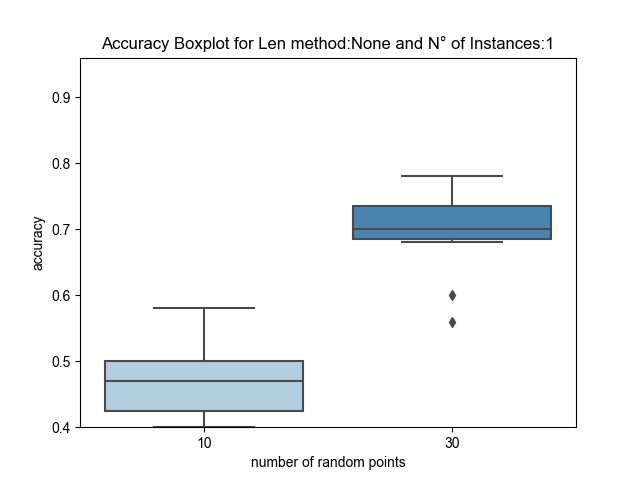 Accuracy Boxplot for Len method:None and N° of Instances:1
0.9
0.8
0.7
0.6
0.5
0.4
accuracy
10 30
number of random points